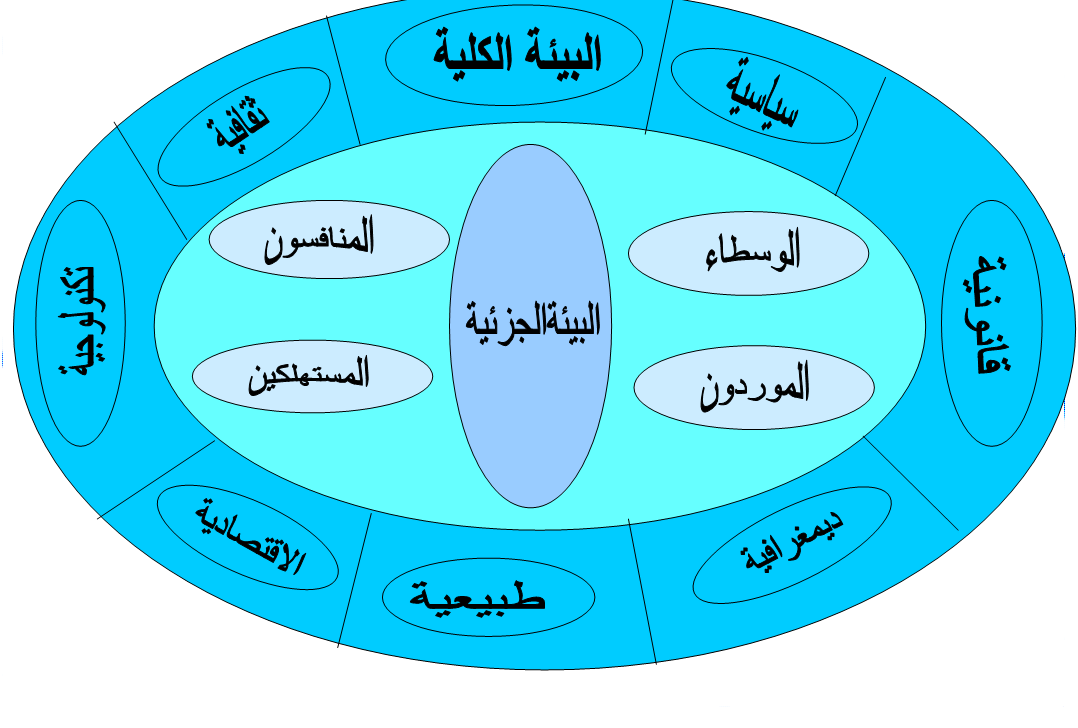 البيئة الكلية
سياسية
ثقافية
قانونية
تكنولوجية
الوسطاء
المنافسون
البيئةالجزئية
الموردون
المستهلكين
ديمغرافية
الاقتصادية
طبيعية